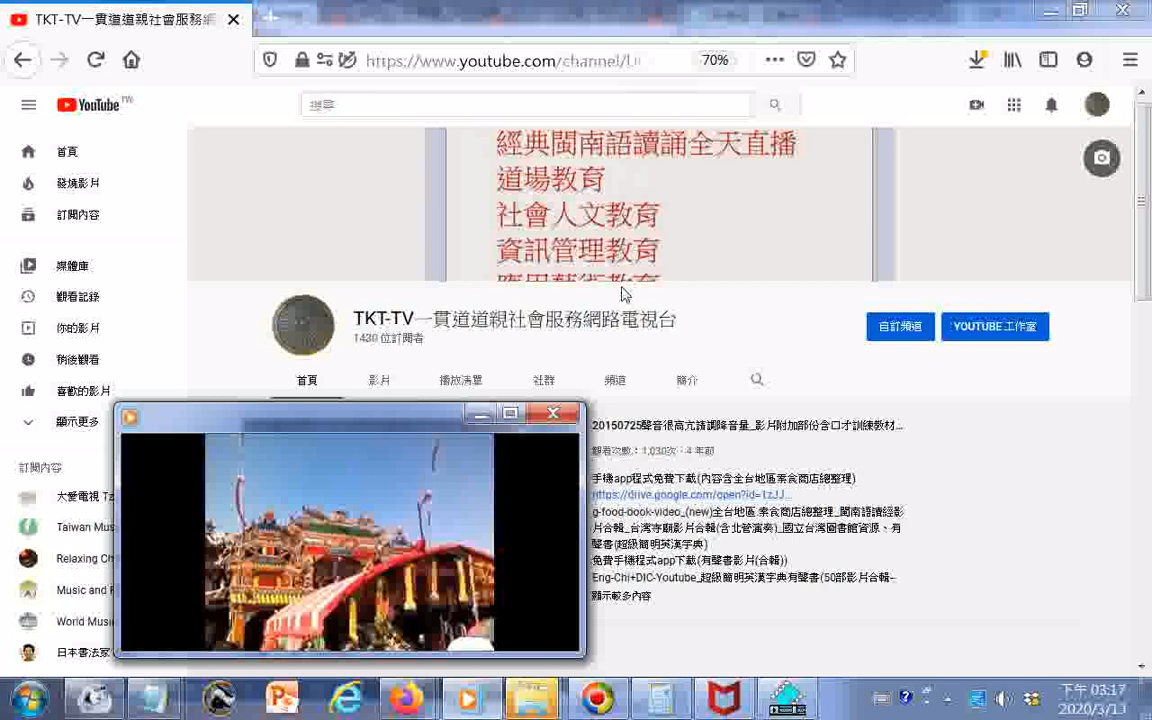 TKT-TV一貫道道親社會服務網
https://www.youtube.com/channel/
70%
YouTube TW
搜尋
首頁
發燒影片
訂閱內容
媒體庫
觀看記錄
你的影片
稍後觀看
喜歡的影片
顯示更多
訂閱內容
大愛電視 Tz
Taiwan Mus
Relaxing Ch
Music and
World Musi
日本書法家
經典閩南語讀誦全天直播
道場教育
社會人文教育
資訊管理教育
應用藝術教育
TKT-TV一貫道道親社會服務網路電視台
1430 位訂閱者
自訂頻道
YOUTUBE 工作室
首頁
影片
播放清單
社群
頻道
簡介
20150725聲音很高亢請調降音量_影片附加部份含口才訓練教材...
觀看次數：1,030次 · 4 年前
手機app程式免費下載(內容含全台地區素食商店總整理)
https://drive.google.com/open?id=1zJJ...
g-food-book-video_(new)全台地區 素食商店總整理_閩南語讀經影
片合輯_台灣寺廟影片合輯(含北管演奏)_國立台灣圖書館資源、有
聲書(超級簡明英漢字典)
免費手機程式app下載(有聲書影片(合輯))
Eng-Chi+DIC-Youtube_超級簡明英漢字典有聲書(50部影片合輯-
顯示較多內容
下午 03:17
2020/3/13